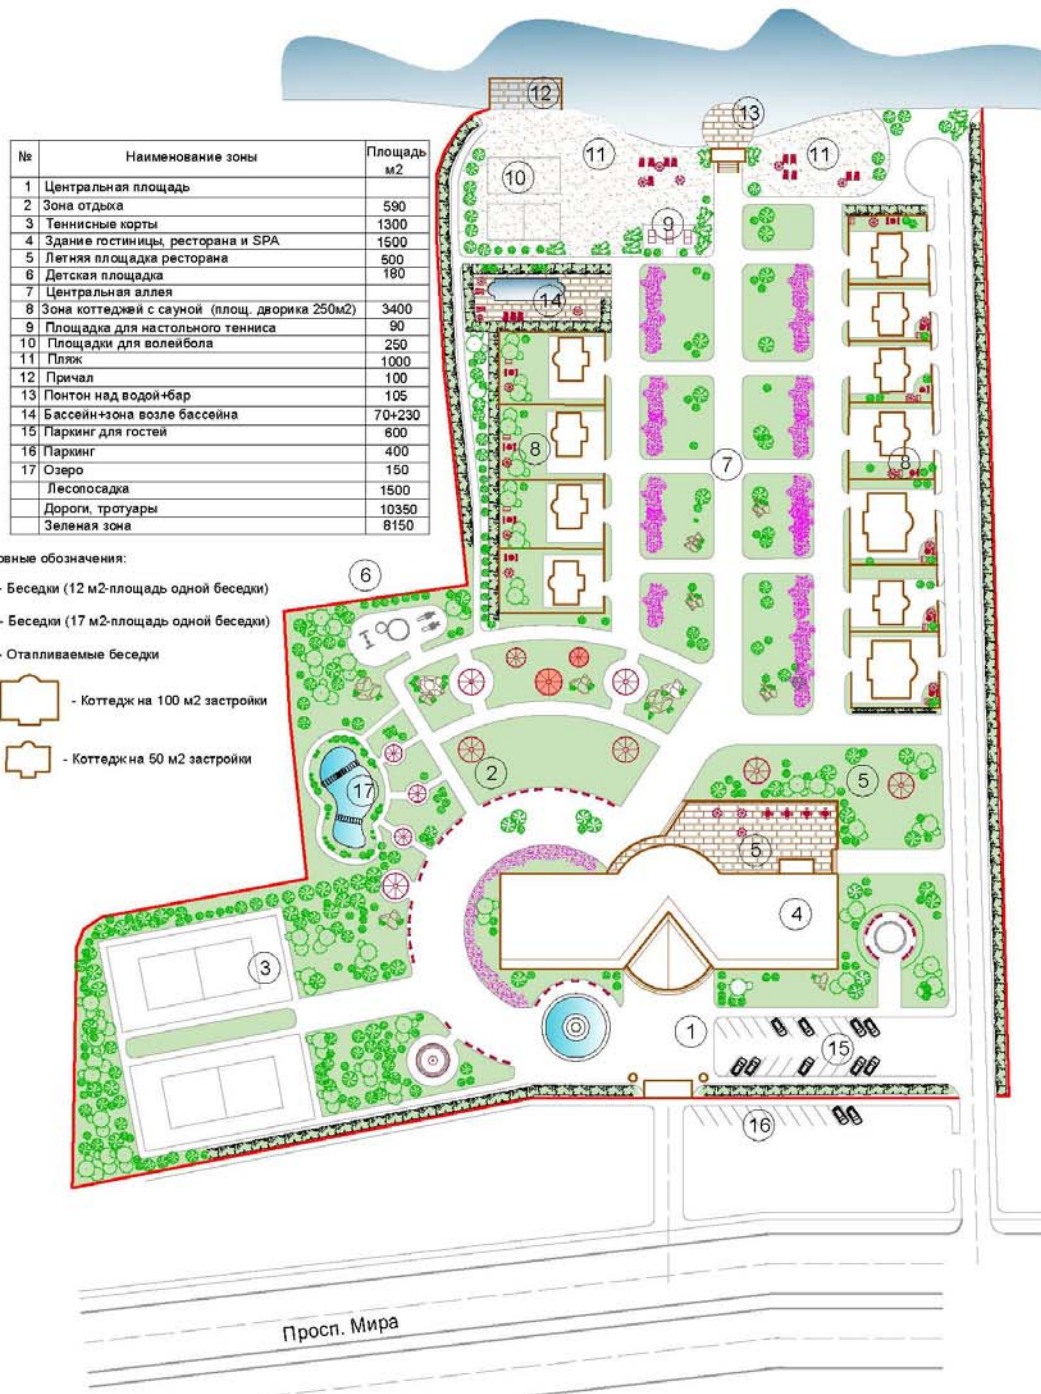 № Наименование зоны Площадь м2
1 Центральная площадь
2 Зона отдыха 590
3 Теннисные корты 1300
4 Здание гостиницы, ресторана и SPA 1500
5 Летняя площадка ресторана 500
6 Детская площадка 180
7 Центральная аллея
8 Зона коттеджей с сауной (площ. дворика 250м2) 3400
9 Площадка для настольного тенниса 90
10 Площадки для волейбола 250
11 Пляж 1000
12 Причал 100
13 Понтон над водой+бар 105
14 Бассейн+зона возле бассейна 70+230
15 Паркинг для гостей 600
16 Паркинг 400
17 Озеро 150
Лесопосадка 1500
Дороги, тротуары 10350
Зеленая зона 8150
овные обозначения:
- Беседки (12 м2-площадь одной беседки)
- Беседки (17 м2-площадь одной беседки)
- Отапливаемые беседки
- Коттедж на 100 м2 застройки
- Коттедж на 50 м2 застройки
12
13
11
11
10
9
14
8
7
8
6
2
5
17
5
4
3
1
15
16
Просп. Мира